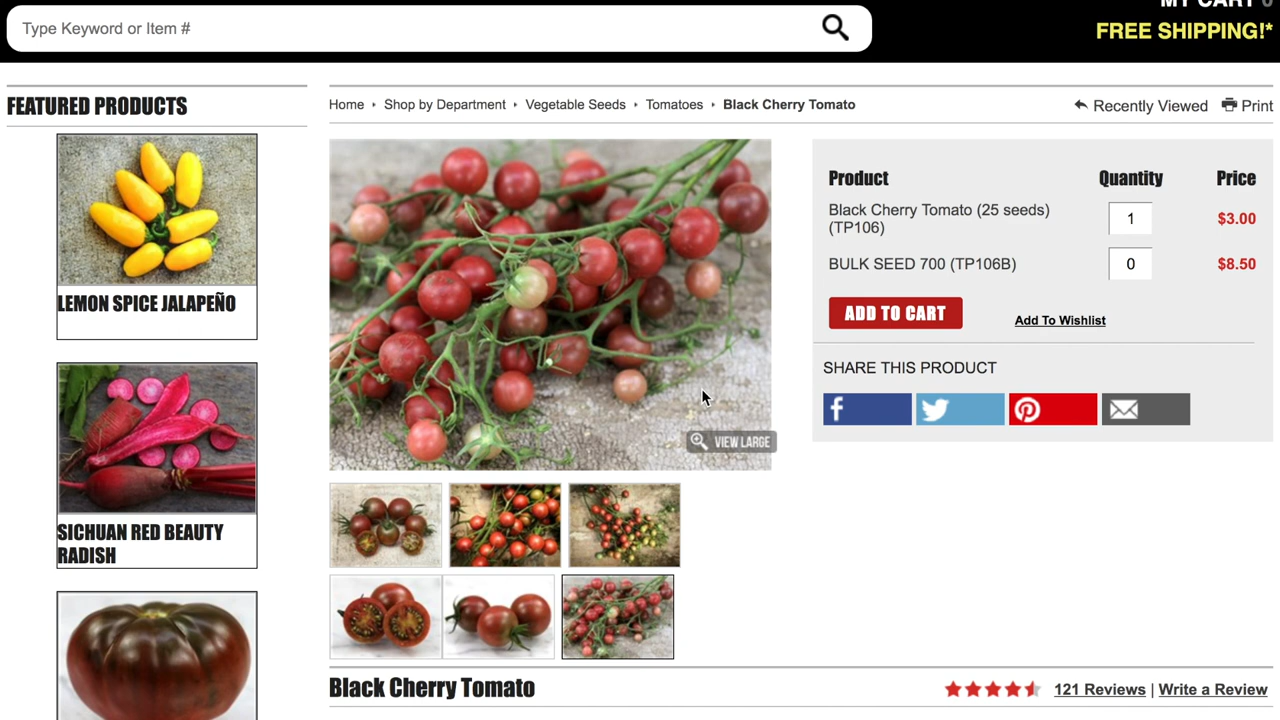 MY CART 0
Type Keyword or Item #
FREE SHIPPING!*
FEATURED PRODUCTS
LEMON SPICE JALAPEÑO
SICHUAN RED BEAUTY
RADISH
Home Shop by Department Vegetable Seeds Tomatoes Black Cherry Tomato
Recently Viewed Print
VIEW LARGE
Product Quantity Price
Black Cherry Tomato (25 seeds)
(TP106) 1 $3.00
BULK SEED 700 (TP106B) 0 $8.50
ADD TO CART Add To Wishlist
SHARE THIS PRODUCT
Black Cherry Tomato
121 Reviews | Write a Review